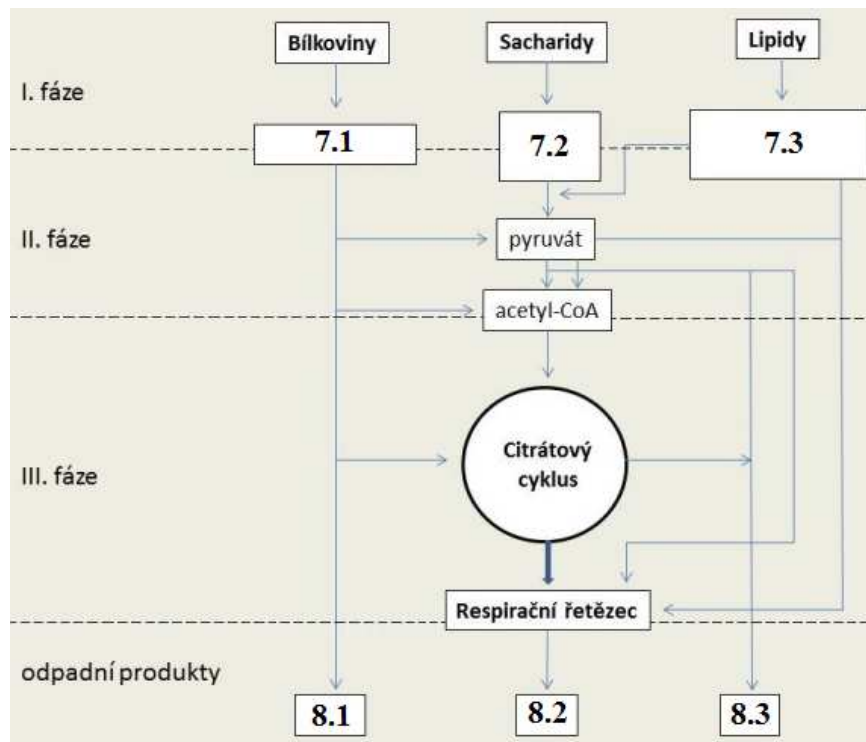 Bílkoviny
Sacharidy
Lipidy
I. fáze
7.1
7.2
7.3
II. fáze
pyruvát
acetyl-CoA
III. fáze
Citrátový
cyklus
Respirační řetězec
odpadní produkty
8.1
8.2
8.3